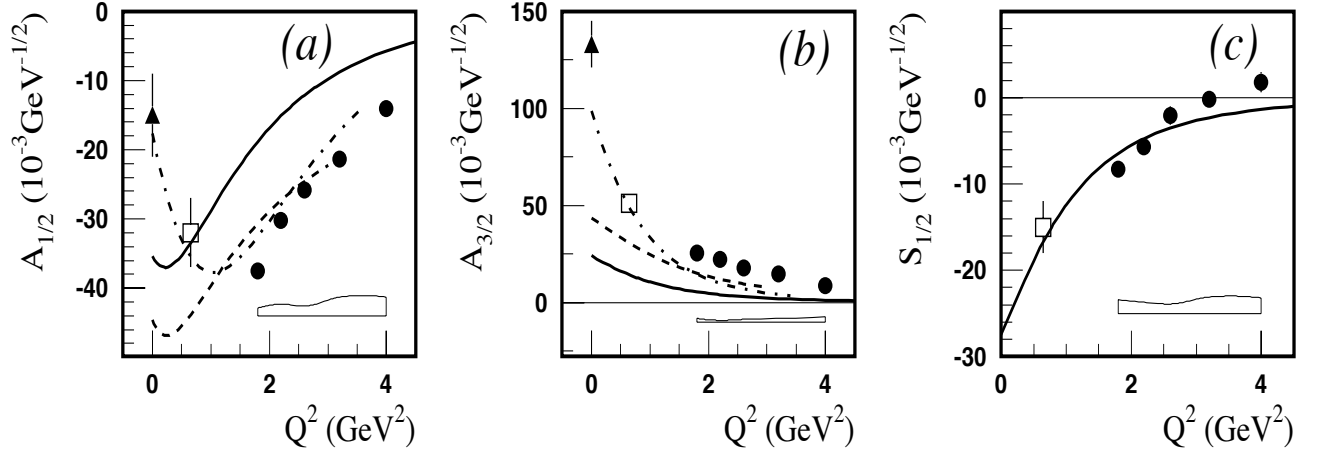 (a)
A1/2 (10-3GeV-1/2)
0
-10
-20
-30
-40
0 2 4
Q2 (GeV2)
(b)
A3/2 (10-3GeV-1/2)
150
100
50
0
0 2 4
Q2 (GeV2)
(c)
S1/2 (10-3GeV-1/2)
0
-10
-20
-30
0 2 4
Q2 (GeV2)